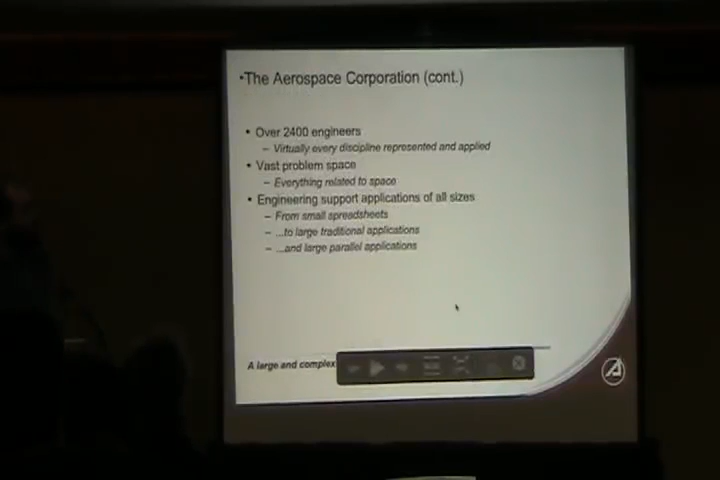 •The Aerospace Corporation (cont.)
• Over 2400 engineers
– Virtually every discipline represented and applied
• Vast problem space
– Everything related to space
• Engineering support applications of all sizes
– From small spreadsheets
– ...to large traditional applications
– ...and large parallel applications
A large and complex